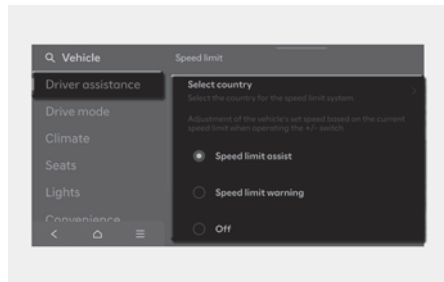 Vehicle
Speed limit
Driver assistance
Drive mode
Climate
Seats
Lights
Convenience
Select country
Select the country for the speed limit system.
Adjustment of the vehicle's set speed based on the current
speed limit when operating the +/- switch
Speed limit assist
Speed limit warning
Off